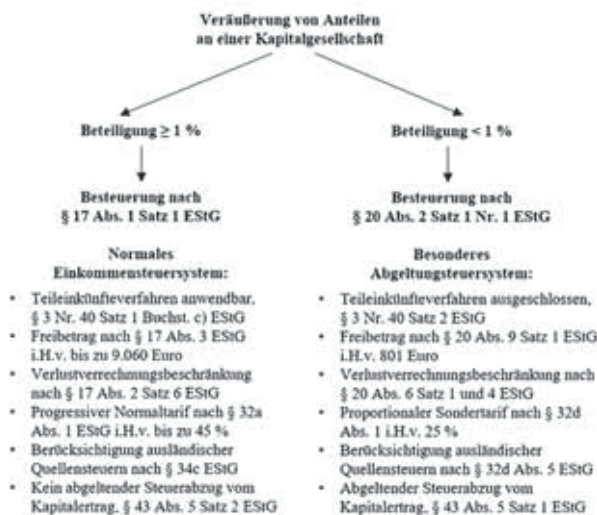 Veräußerung von Anteilen
an einer Kapitalgesellschaft
Beteiligung ≥ 1 %
Besteuerung nach
§ 17 Abs. 1 Satz 1 EStG
Normales
Einkommensteuersystem:
• Teileinkünfteverfahren anwendbar,
§ 3 Nr. 40 Satz 1 Buchst. c) EStG
• Freibetrag nach § 17 Abs. 3 EStG
i.H.v. bis zu 9.060 Euro
• Verlustverrechnungsbeschränkung
nach § 17 Abs. 2 Satz 6 EStG
• Progressiver Normaltarif nach § 32a
Abs. 1 EStG i.H.v. bis zu 45 %
• Berücksichtigung ausländischer
Quellensteuern nach § 34c EStG
• Kein abgeltender Steuerabzug vom
Kapitalertrag, § 43 Abs. 5 Satz 2 EStG
Beteiligung < 1 %
Besteuerung nach
§ 20 Abs. 2 Satz 1 Nr. 1 EStG
Besonderes
Abgeltungsteuersystem:
• Teileinkünfteverfahren ausgeschlossen,
§ 3 Nr. 40 Satz 2 EStG
• Freibetrag nach § 20 Abs. 9 Satz 1 EStG
i.H.v. 801 Euro
• Verlustverrechnungsbeschränkung nach
§ 20 Abs. 6 Satz 1 und 4 EStG
• Proportionaler Sondertarif nach § 32d
Abs. 1 i.H.v. 25 %
• Berücksichtigung ausländischer
Quellensteuern nach § 32d Abs. 5 EStG
• Abgeltender Steuerabzug vom
Kapitalertrag, § 43 Abs. 5 Satz 1 EStG